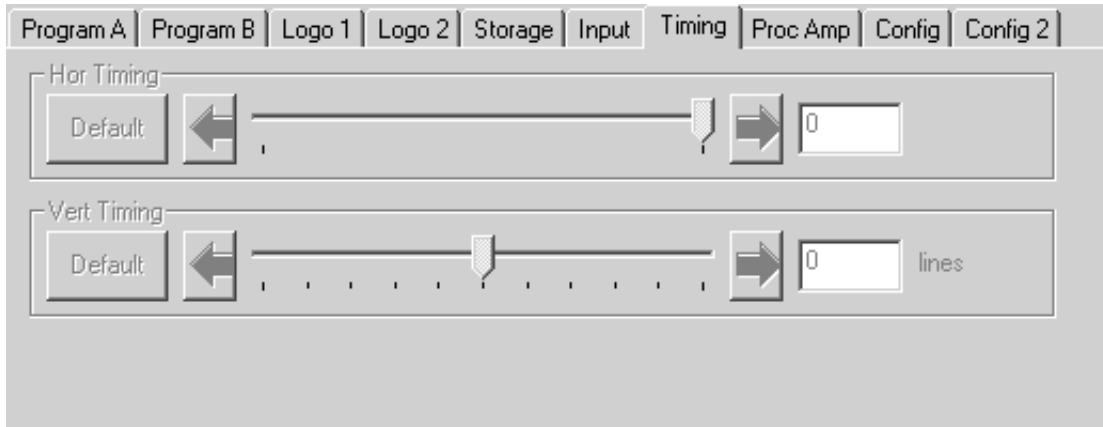 Program A Program B Logo 1 Logo 2 Storage Input Timing Proc Amp Config Config 2
Hor Timing
Default 0
Vert Timing
Default 0 lines